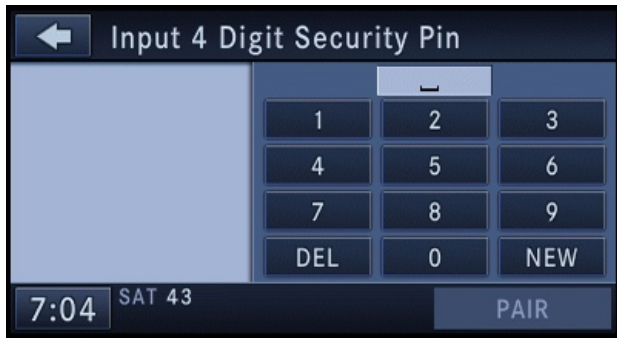 Input 4 Digit Security Pin
1 2 3
4 5 6
7 8 9
DEL 0 NEW
7:04 SAT 43 PAIR